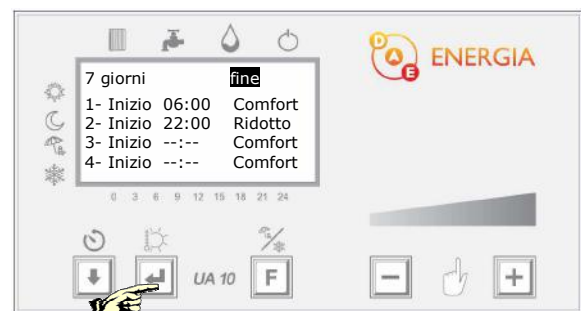 D
A
E
ENERGIA
7 giorni fine
1- Inizio 06:00 Comfort
2- Inizio 22:00 Ridotto
3- Inizio --:-- Comfort
4- Inizio --:-- Comfort
0 3 6 9 12 15 18 21 24
UA 10 F
− +